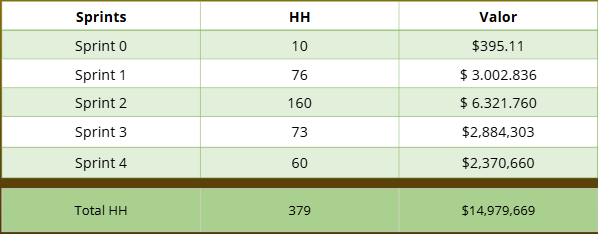 Sprints HH Valor
Sprint 0 10 $395.11
Sprint 1 76 $ 3.002.836
Sprint 2 160 $ 6.321.760
Sprint 3 73 $2,884,303
Sprint 4 60 $2,370,660
Total HH 379 $14,979,669